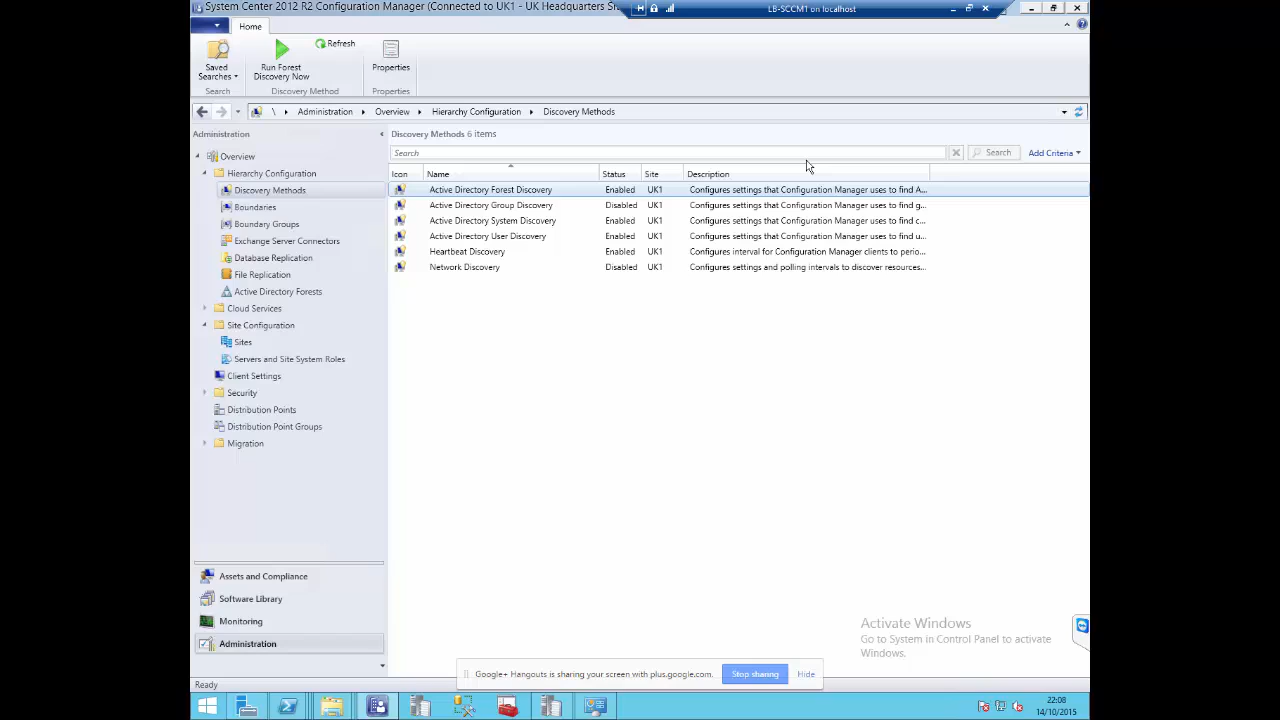 System Center 2012 R2 Configuration Manager (Connected to UK1 - UK Headquarters S
LB-SCCM1 on localhost
Home
Saved Searches
Run Forest Discovery Now
Refresh
Properties
Search
Discovery Method
Properties
\ Administration Overview Hierarchy Configuration Discovery Methods
Administration
Overview
Hierarchy Configuration
Discovery Methods
Boundaries
Boundary Groups
Exchange Server Connectors
Database Replication
File Replication
Active Directory Forests
Cloud Services
Site Configuration
Sites
Servers and Site System Roles
Client Settings
Security
Distribution Points
Distribution Point Groups
Migration
Assets and Compliance
Software Library
Monitoring
Administration
Ready
Discovery Methods 6 items
Search
Search
Add Criteria
Icon Name Status Site Description
Active Directory Forest Discovery Enabled UK1 Configures settings that Configuration Manager uses to find A...
Active Directory Group Discovery Disabled UK1 Configures settings that Configuration Manager uses to find g...
Active Directory System Discovery Enabled UK1 Configures settings that Configuration Manager uses to find c...
Active Directory User Discovery Enabled UK1 Configures settings that Configuration Manager uses to find u...
Heartbeat Discovery Enabled UK1 Configures interval for Configuration Manager clients to perio...
Network Discovery Disabled UK1 Configures settings and polling intervals to discover resources...
Activate Windows
Go to System in Control Panel to activate
Windows.
Google+ Hangouts is sharing your screen with plus.google.com.
Stop sharing
Hide
22:08
14/10/2015